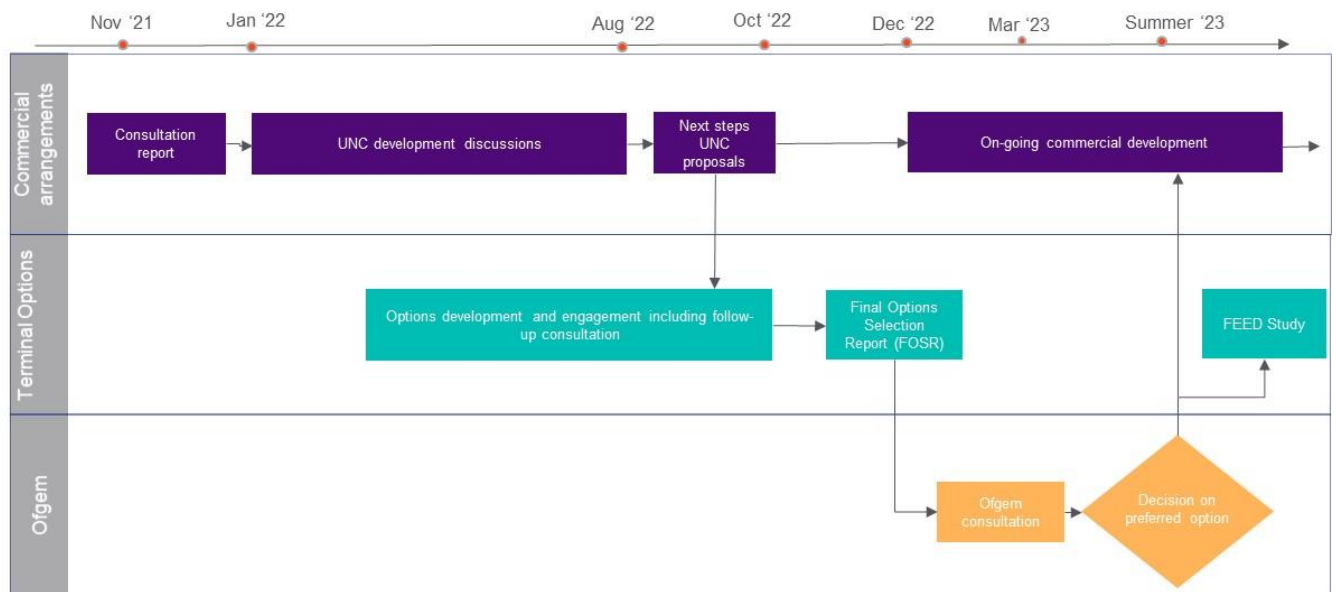 Nov ‘21
Jan ‘22
Aug ‘22
Oct ‘22
Dec ‘22
Mar ‘23
Summer ‘23
Commercial
arrangements
Consultation
report
UNC development discussions
Next steps
UNC
proposals
On-going commercial development
Terminal Options
Options development and engagement including follow-
up consultation
Final Options
Selection
Report (FOSR)
FEED Study
Ofgem
Ofgem
consultation
Decision on
preferred option